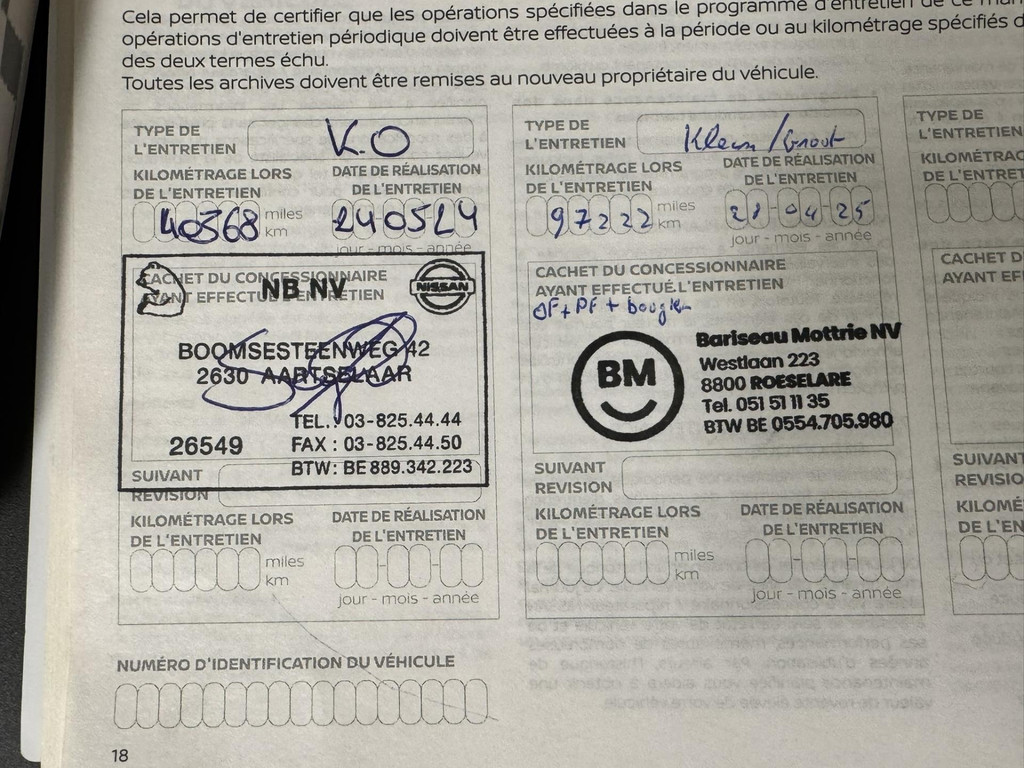 Cela permet de certifier que les opérations spécifiées dans le programme d'entretien de ce man
opérations d'entretien périodique doivent être effectuées à la période ou au kilométrage spécifiés d
des deux termes échu.
Toutes les archives doivent être remises au nouveau propriétaire du véhicule.
TYPE DE
L'ENTRETIEN
K.O
KILOMÉTRAGE LORS
DE L'ENTRETIEN
DATE DE RÉALISATION
DE L'ENTRETIEN
40568
miles
km
240524
jour - mois - année
CACHET DU CONCESSIONNAIRE
AYANT EFFECTUÉ L'ENTRETIEN
NB NV
NISSAN
BOOMSESTEENWEG 42
2630 AARTSELAAR
TEL.: 03-825.44.44
26549
FAX : 03-825.44.50
BTW: BE 889.342.223
SUIVANT
REVISION
KILOMÉTRAGE LORS
DE L'ENTRETIEN
DATE DE RÉALISATION
DE L'ENTRETIEN
miles
km
jour - mois - année
TYPE DE
L'ENTRETIEN
Klein/Groot
KILOMÉTRAGE LORS
DE L'ENTRETIEN
DATE DE RÉALISATION
DE L'ENTRETIEN
97222
miles
km
28-04-25
jour - mois - année
CACHET DU CONCESSIONNAIRE
AYANT EFFECTUÉ L'ENTRETIEN
OF + PF + bougies
BM
Bariseau Mottrie NV
Westlaan 223
8800 ROESELARE
Tel. 051 51 11 35
BTW BE 0554.705.980
SUIVANT
REVISION
KILOMÉTRAGE LORS
DE L'ENTRETIEN
DATE DE RÉALISATION
DE L'ENTRETIEN
miles
km
jour - mois - année
TYPE DE
L'ENTRETIEN
KILOMÉTRAG
DE L'ENTRET
CACHET D
AYANT EF
SUIVANT
REVISIO
KILOMÉ
DE L'EN
NUMÉRO D'IDENTIFICATION DU VÉHICULE
18